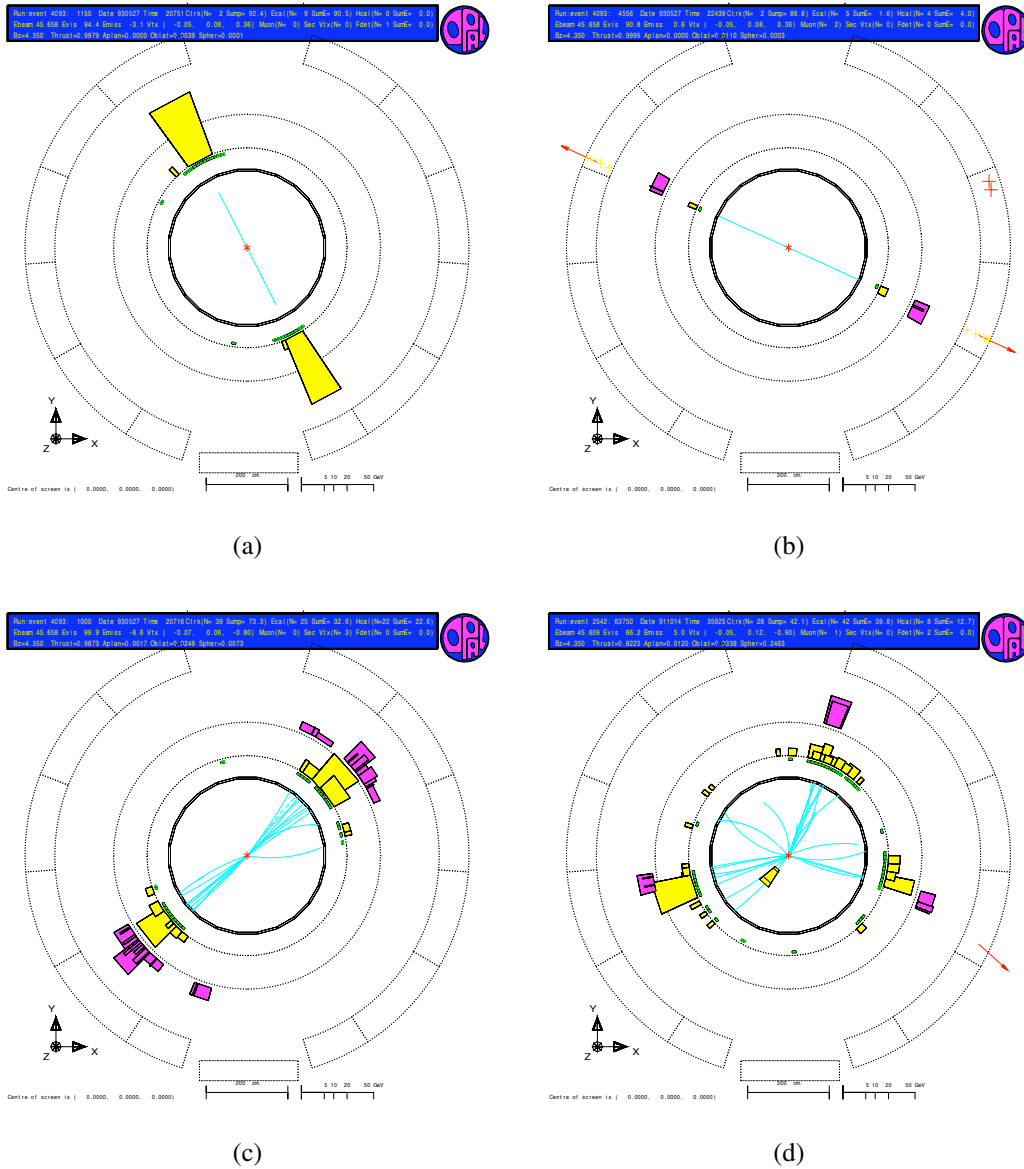 Run:event 4093: 1150 Date 930527 Time 20751 Ctrk(N= 2 Sump= 92.4) Ecal(N= 9 SumE= 90.5) Hcal(N= 0 SumE= 0.0)
Ebeam 45.658 Evis 94.4 Emiss -3.1 Vtx ( -0.05, 0.08, 0.36) Muon(N= 0) Sec Vtx(N= 0) Fdet(N= 1 SumE= 0.0)
Bz=4.350 Thrust=0.9979 Aplan=0.0000 Oblat=0.0039 Spher=0.0001
Y
X
Z
200. cm.
5 10 20 50 GeV
Centre of screen is ( 0.0000, 0.0000, 0.0000)
(a)
Run:event 4093: 4556 Date 930527 Time 22439 Ctrk(N= 2 Sump= 86.8) Ecal(N= 5 SumE= 1.6) Hcal(N= 4 SumE= 4.0)
Ebeam 45.658 Evis 90.8 Emiss 0.6 Vtx ( -0.05, 0.08, 0.36) Muon(N= 2) Sec Vtx(N= 0) Fdet(N= 0 SumE= 0.0)
Bz=4.350 Thrust=0.9999 Aplan=0.0000 Oblat=0.0110 Spher=0.0003
Y
X
Z
200. cm.
5 10 20 50 GeV
Centre of screen is ( 0.0000, 0.0000, 0.0000)
(b)
Run:event 4093: 1000 Date 930527 Time 20716 Ctrk(N= 39 Sump= 73.3) Ecal(N= 25 SumE= 32.6) Hcal(N=22 SumE= 22.6)
Ebeam 45.658 Evis 99.9 Emiss -8.6 Vtx ( -0.07, 0.06, -0.80) Muon(N= 0) Sec Vtx(N= 3) Fdet(N= 0 SumE= 0.0)
Bz=4.350 Thrust=0.9873 Aplan=0.0017 Oblat=0.0248 Spher=0.0073
Y
X
Z
200. cm.
5 10 20 50 GeV
Centre of screen is ( 0.0000, 0.0000, 0.0000)
(c)
Run:event 2542: 63750 Date 911014 Time 35925 Ctrk(N= 28 Sump= 42.1) Ecal(N= 42 SumE= 59.8) Hcal(N= 8 SumE= 12.7)
Ebeam 45.609 Evis 86.2 Emiss 5.0 Vtx ( -0.05, 0.12, -0.90) Muon(N= 1) Sec Vtx(N= 0) Fdet(N= 2 SumE= 0.0)
Bz=4.350 Thrust=0.8223 Aplan=0.0120 Oblat=0.3338 Spher=0.2463
Y
X
Z
200. cm.
5 10 20 50 GeV
Centre of screen is ( 0.0000, 0.0000, 0.0000)
(d)